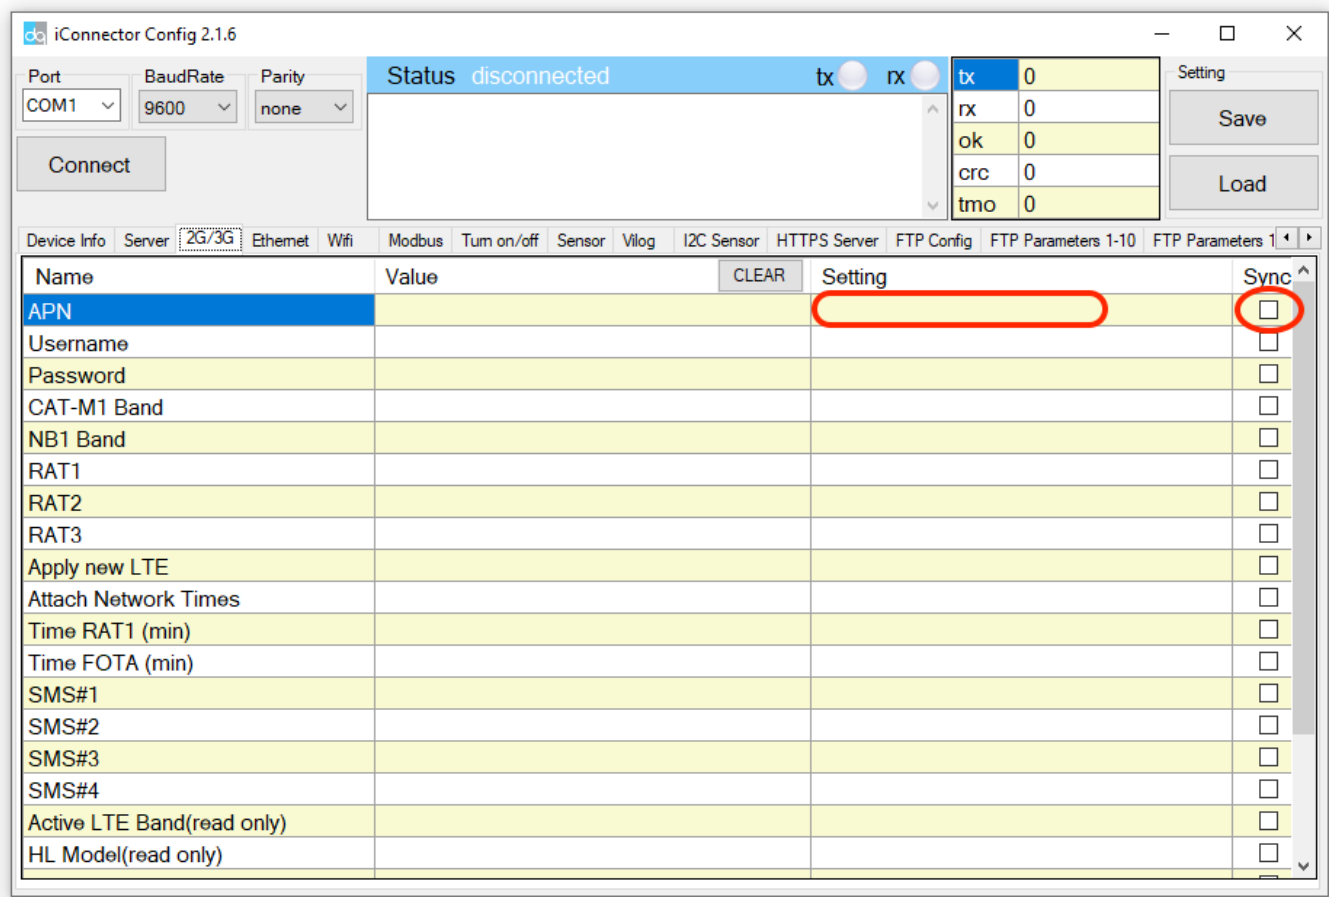 iConnector Config 2.1.6
Port BaudRate Parity
COM1 9600 none
Connect
Status disconnected tx rx
tx 0
rx 0
ok 0
crc 0
tmo 0
Setting
Save
Load
Device Info Server 2G/3G Ethernet Wifi Modbus Turn on/off Sensor Vilog I2C Sensor HTTPS Server FTP Config FTP Parameters 1-10 FTP Parameters 1
Name Value CLEAR Setting Sync
APN
Username
Password
CAT-M1 Band
NB1 Band
RAT1
RAT2
RAT3
Apply new LTE
Attach Network Times
Time RAT1 (min)
Time FOTA (min)
SMS#1
SMS#2
SMS#3
SMS#4
Active LTE Band(read only)
HL Model(read only)